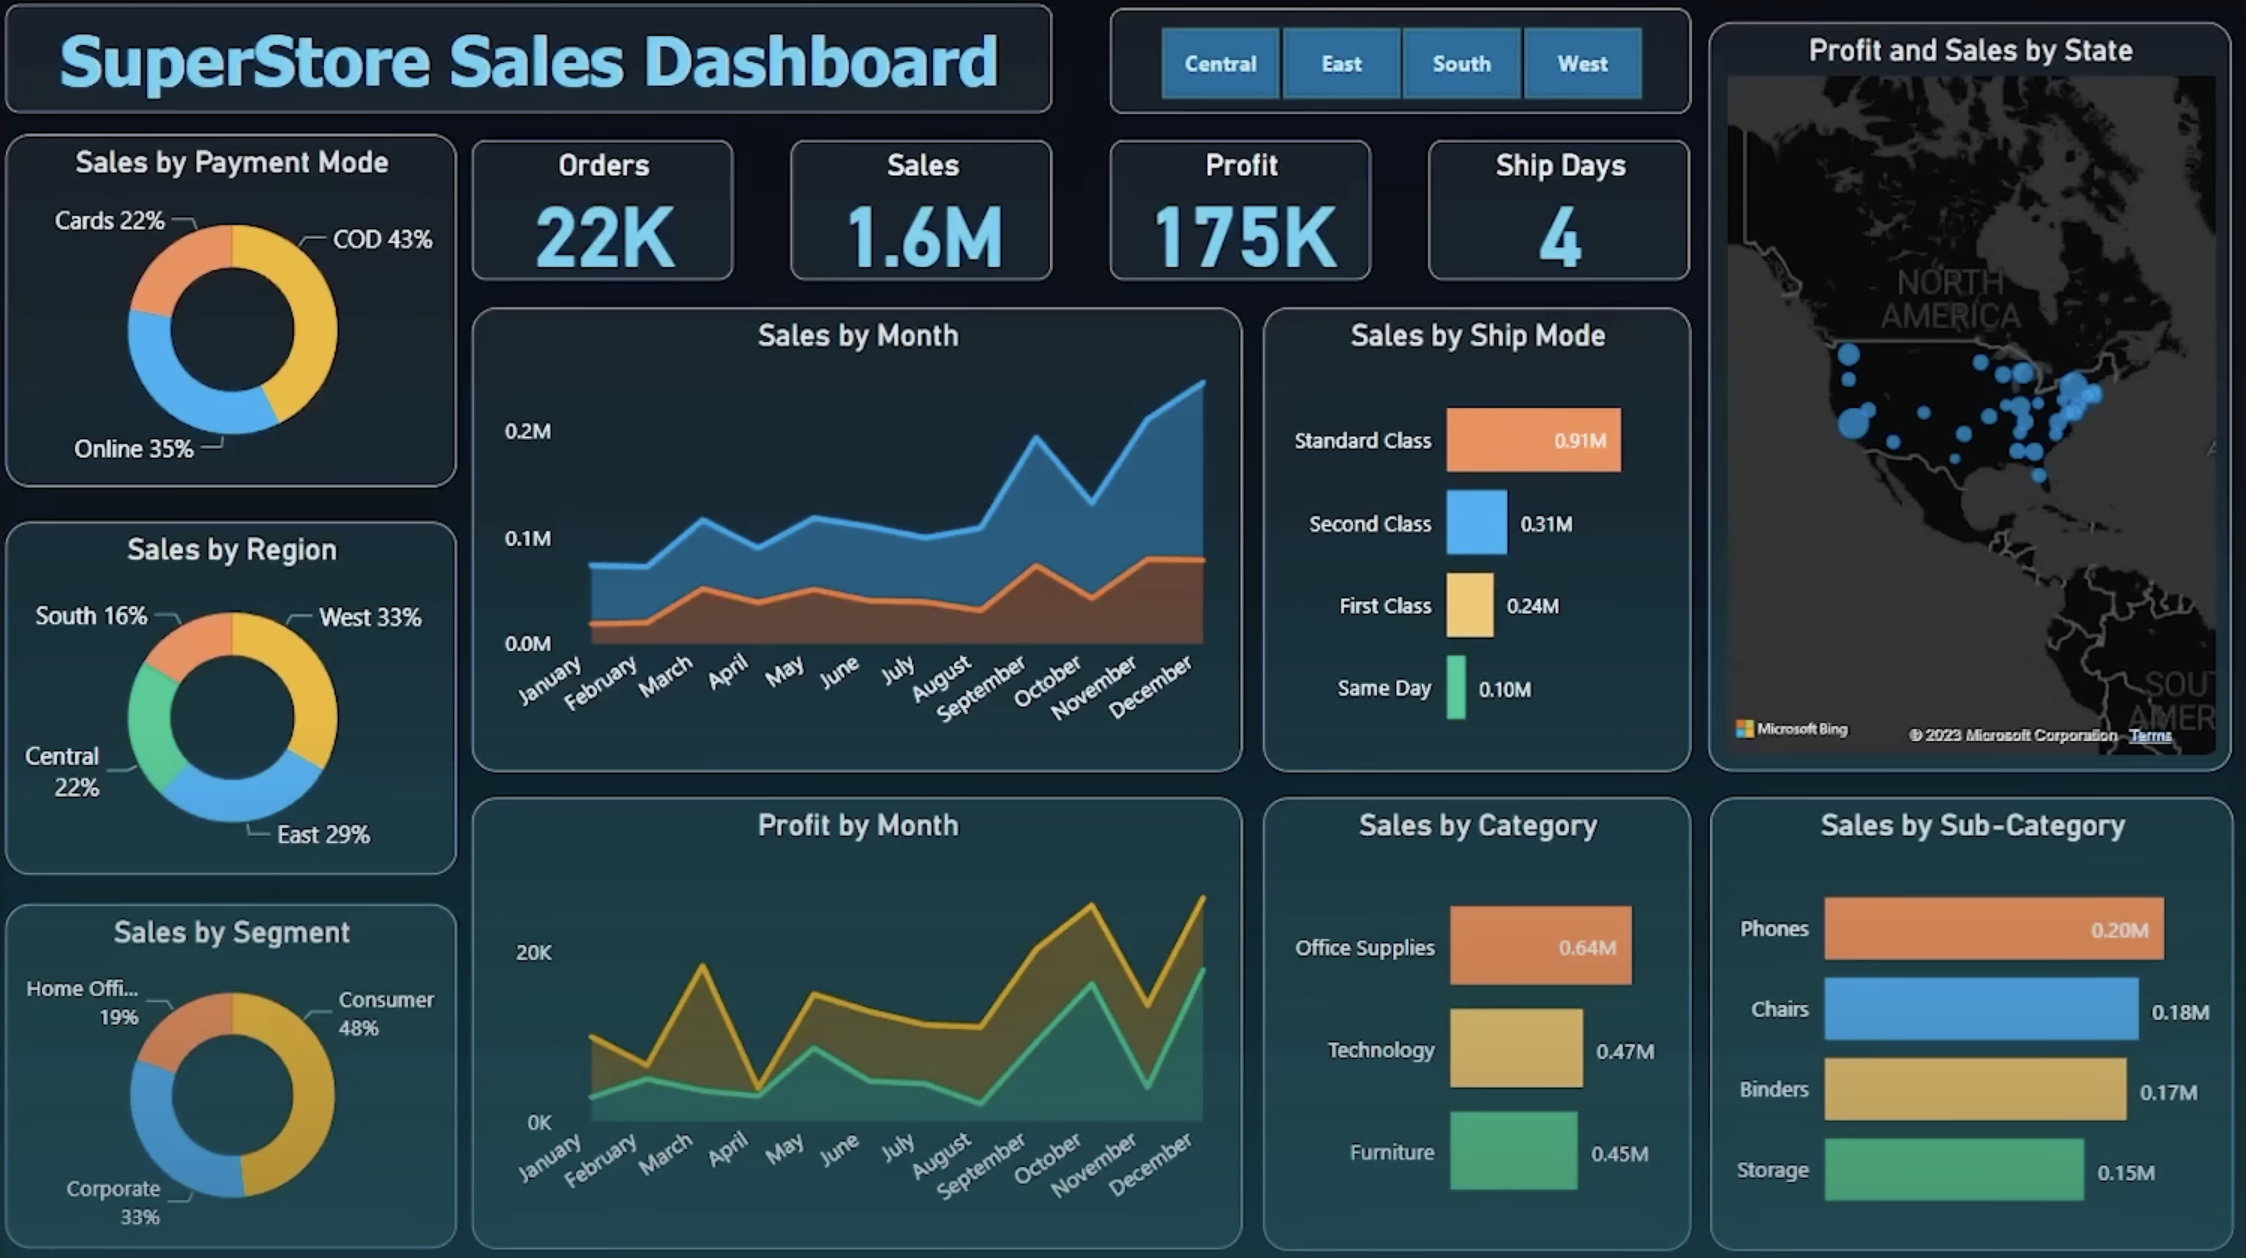 SuperStore Sales Dashboard
Central
East
South
West
Profit and Sales by State
Sales by Payment Mode
Cards 22%
COD 43%
Online 35%
Orders
22K
Sales
1.6M
Profit
175K
Ship Days
4
Sales by Month
0.2M
0.1M
0.0M
January
February
March
April
May
June
July
August
September
October
November
December
Sales by Ship Mode
Standard Class
0.91M
Second Class
0.31M
First Class
0.24M
Same Day
0.10M
NORTH
AMERICA
SOUT
AMER
A
Microsoft Bing
© 2023 Microsoft Corporation
Terms
Sales by Region
South 16%
West 33%
Central
22%
East 29%
Sales by Segment
Home Offi...
19%
Consumer
48%
Corporate
33%
Profit by Month
20K
0K
January
February
March
April
May
June
July
August
September
October
November
December
Sales by Category
Office Supplies
0.64M
Technology
0.47M
Furniture
0.45M
Sales by Sub-Category
Phones
0.20M
Chairs
0.18M
Binders
0.17M
Storage
0.15M